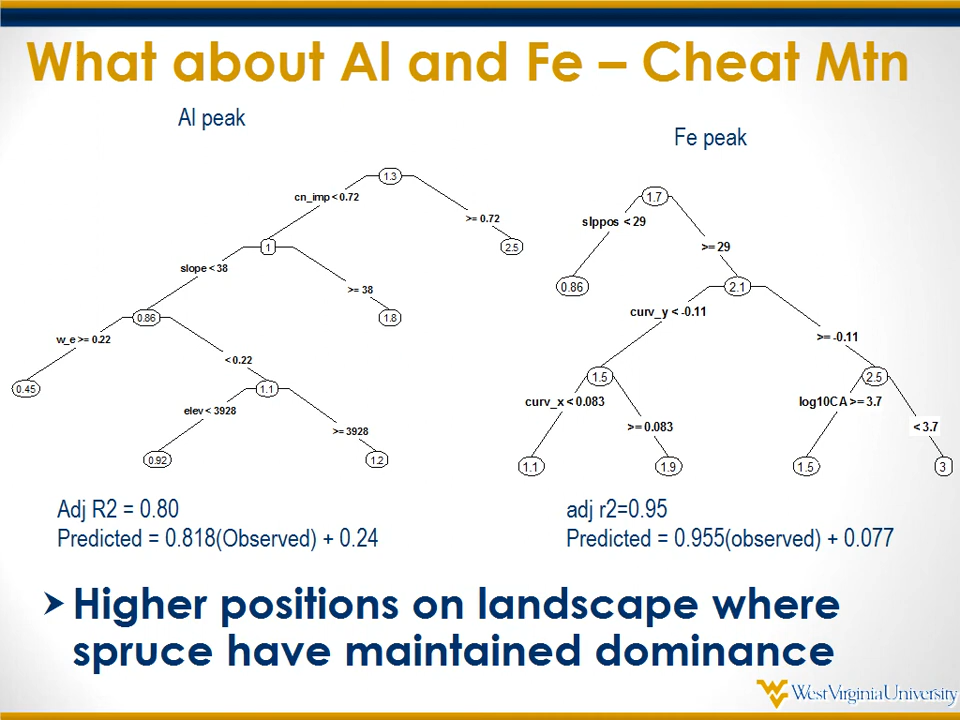 What about Al and Fe – Cheat Mtn
Al peak
1.3
cn_imp < 0.72
>= 0.72
1
2.5
slope < 38
>= 38
0.86
1.8
w_e >= 0.22
< 0.22
0.45
1.1
elev < 3928
>= 3928
0.92
1.2
Adj R2 = 0.80
Predicted = 0.818(Observed) + 0.24
Fe peak
1.7
slppos < 29
>= 29
0.86
2.1
curv_y < -0.11
>= -0.11
1.5
2.5
curv_x < 0.083
>= 0.083
log10CA >= 3.7
< 3.7
1.1
1.9
1.5
3
adj r2=0.95
Predicted = 0.955(observed) + 0.077
Higher positions on landscape where
spruce have maintained dominance
WestVirginiaUniversity